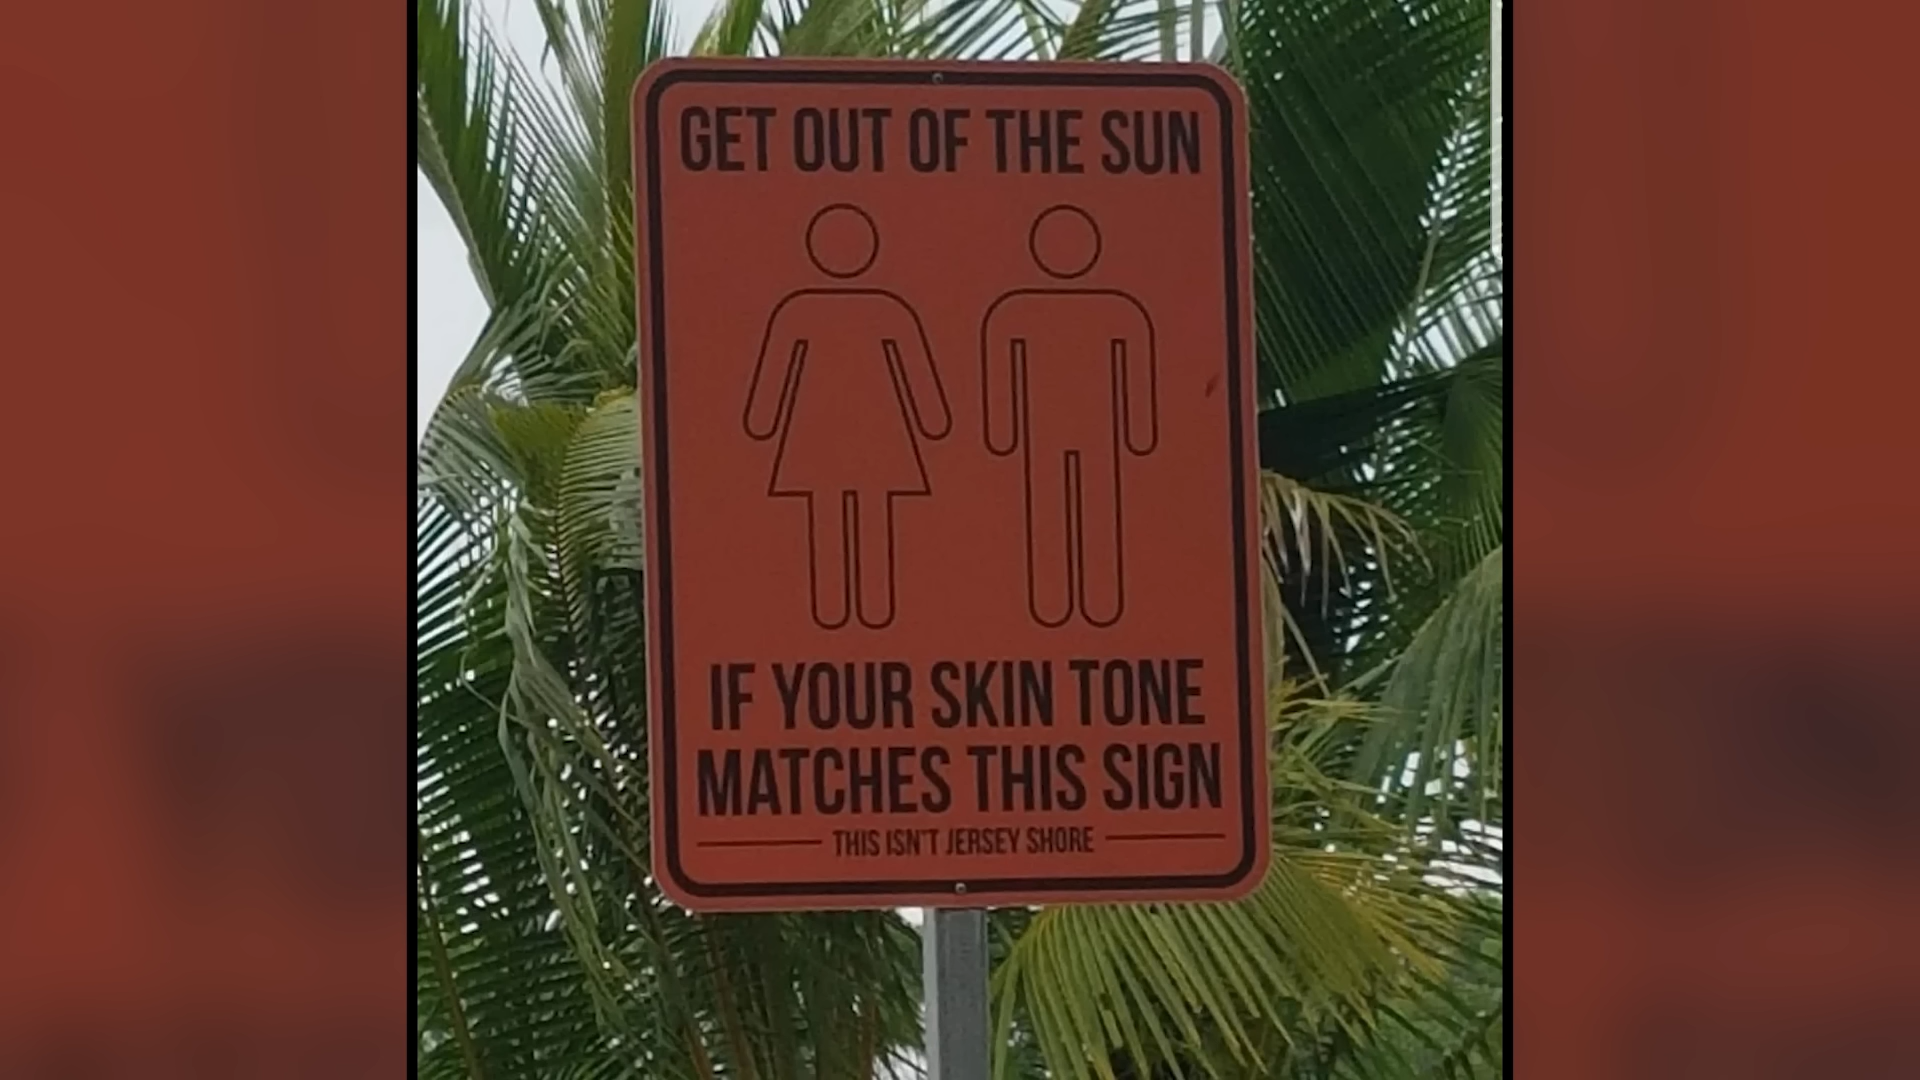 GET OUT OF THE SUN
IF YOUR SKIN TONE
MATCHES THIS SIGN
THIS ISN'T JERSEY SHORE